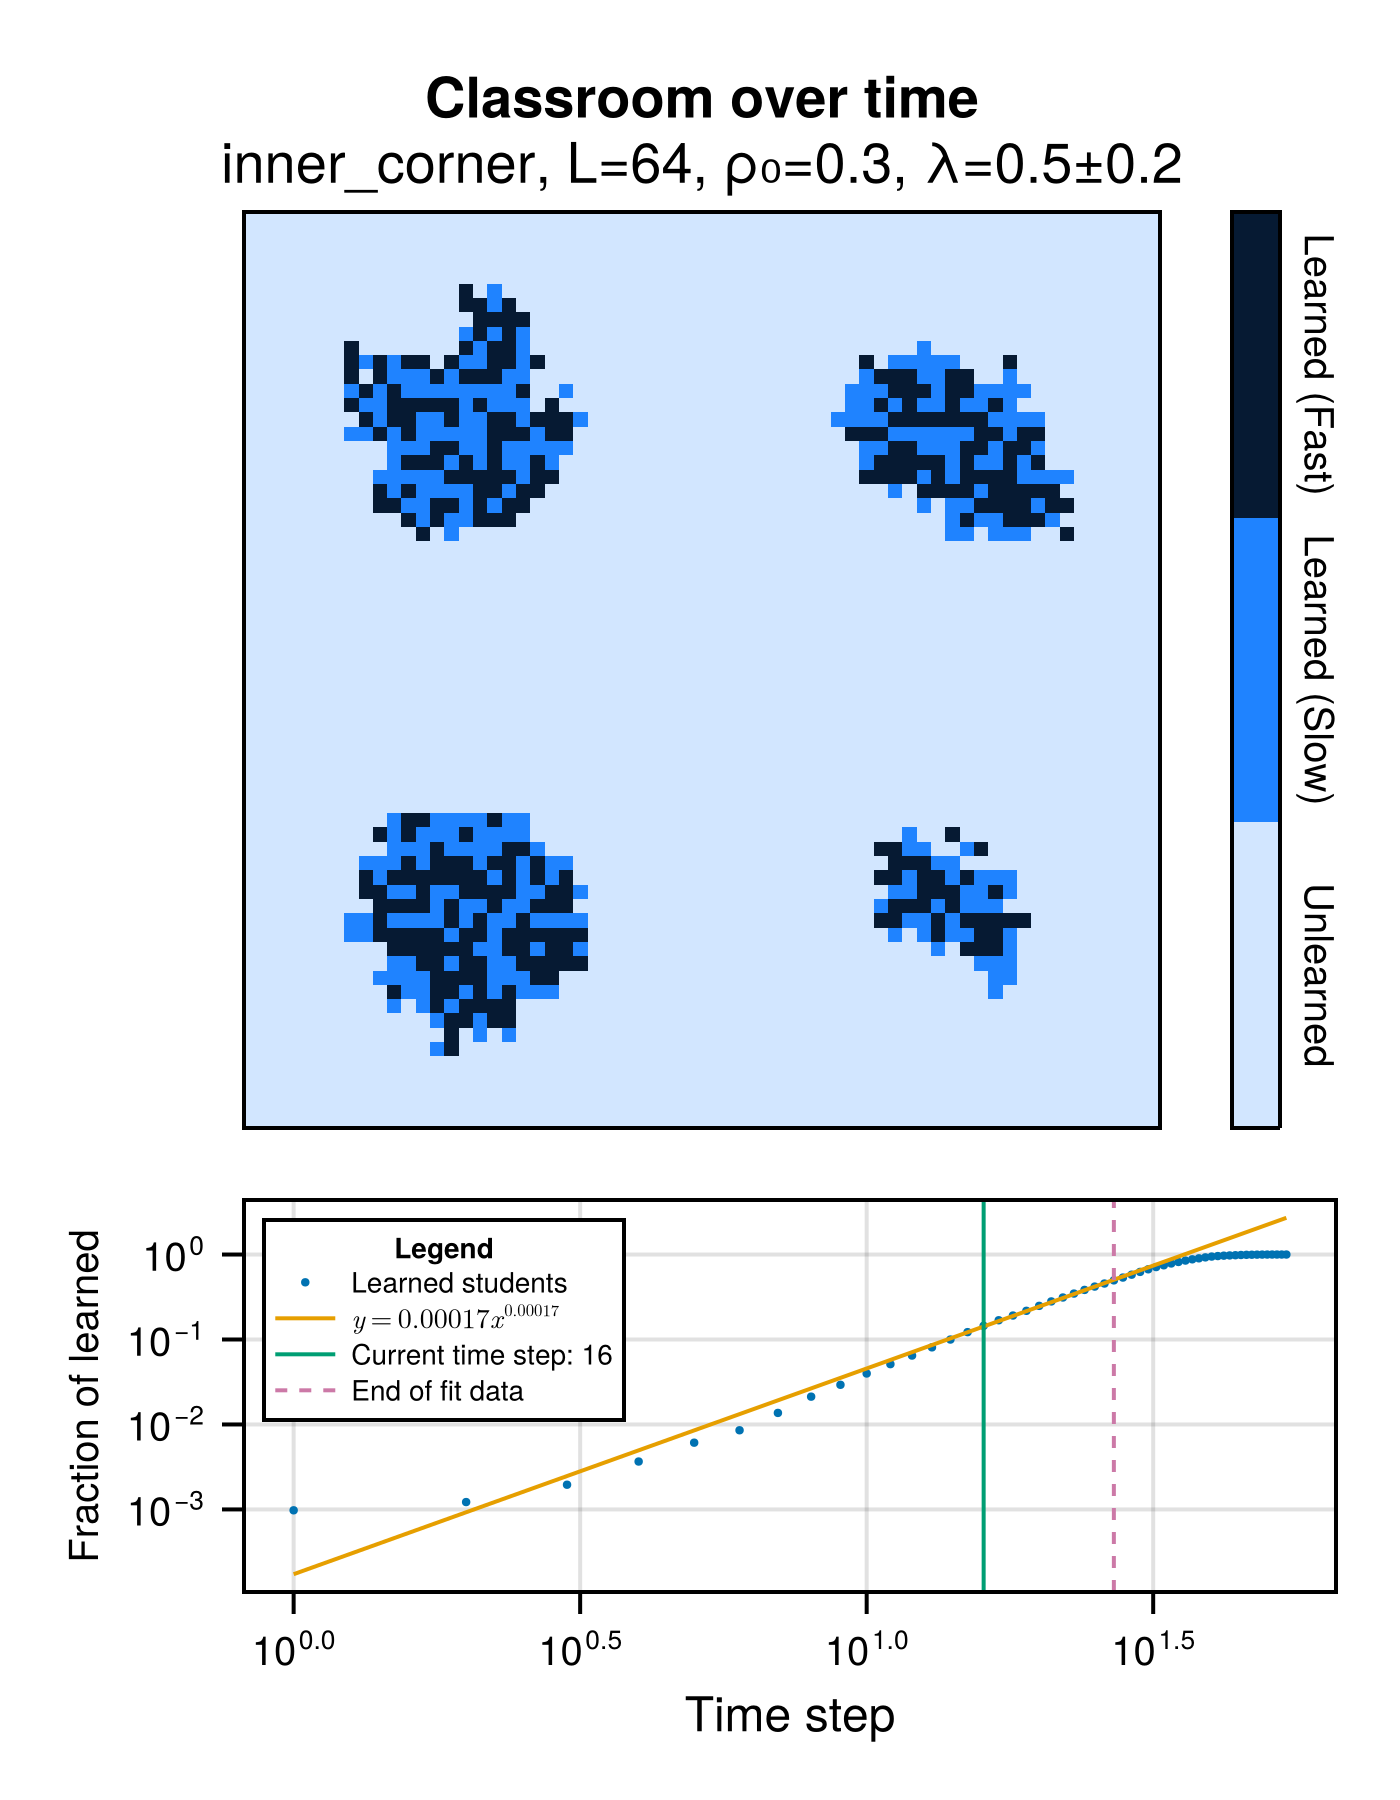 Classroom over time
inner_corner, L=64, ρ₀=0.3, λ=0.5±0.2
Learned (Fast)
Learned (Slow)
Unlearned
Fraction of learned
10⁰
10⁻¹
10⁻²
10⁻³
Legend
Learned students
y = 0.00017x^0.00017
Current time step: 16
End of fit data
10^0.0
10^0.5
10^1.0
10^1.5
Time step